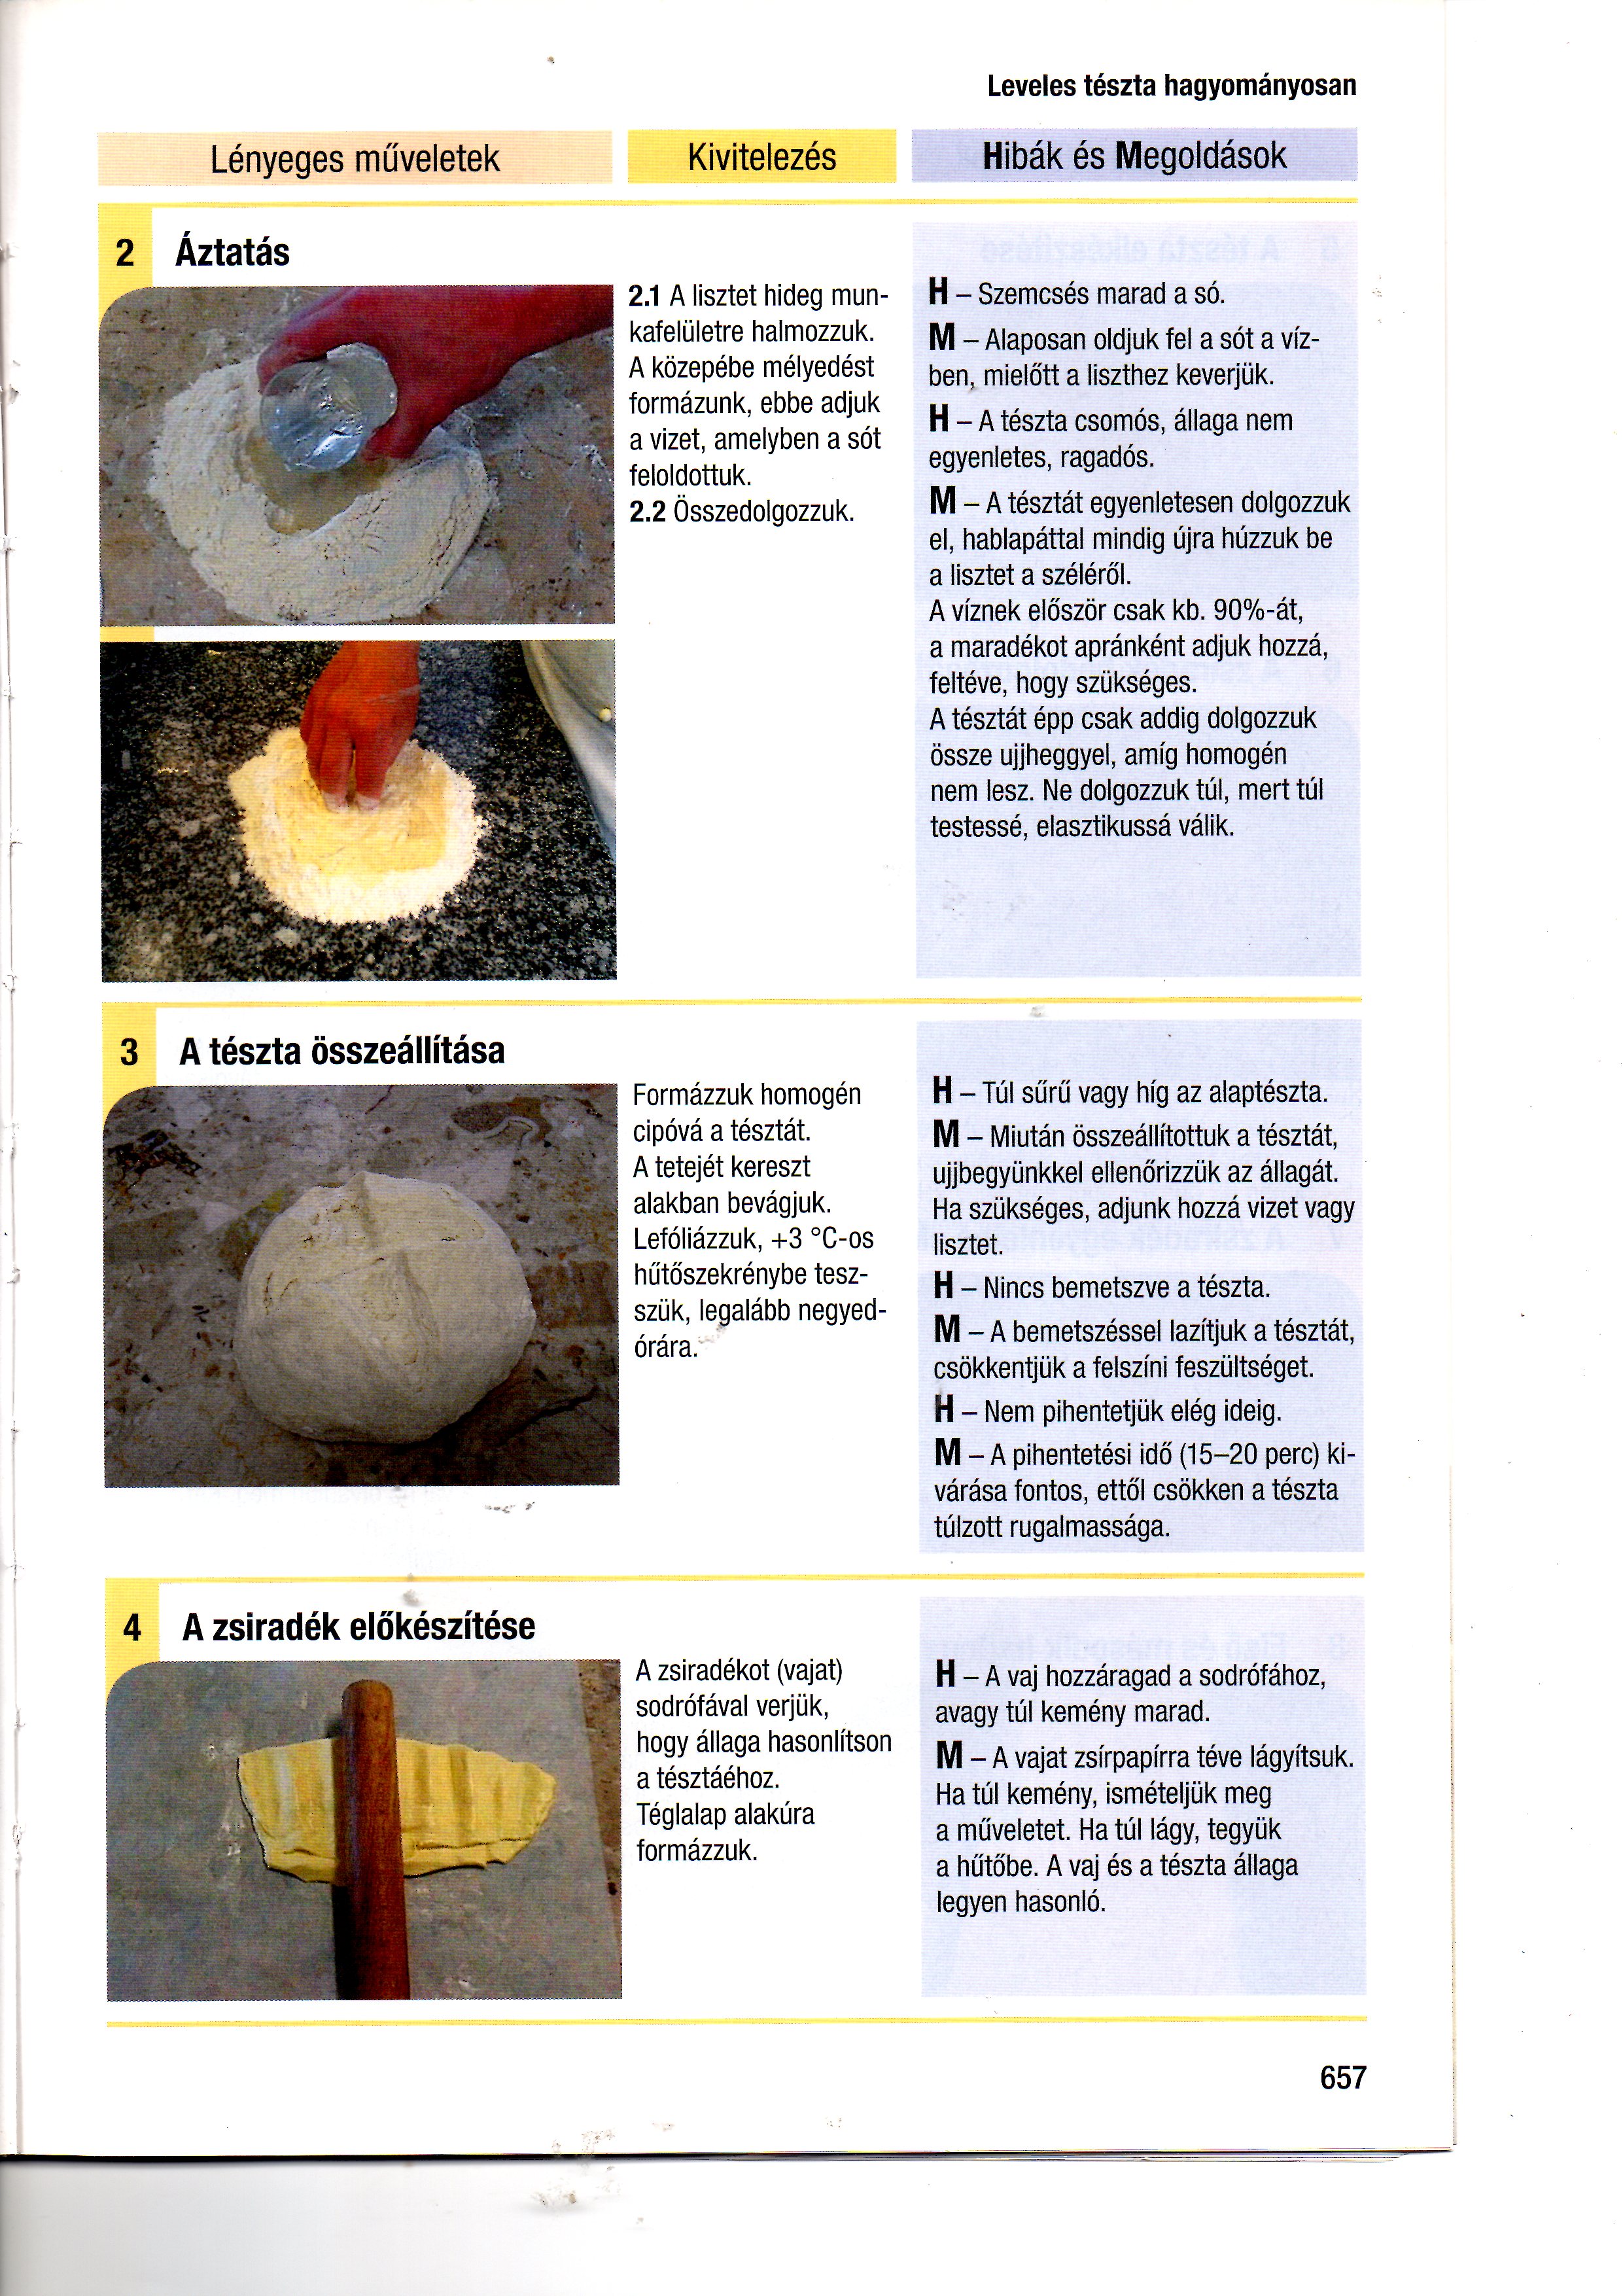 Leveles tészta hagyományosan
Lényeges műveletek
Kivitelezés
Hibák és Megoldások
2 Áztatás
2.1 A lisztet hideg mun-
kafelületre halmozzuk.
A közepébe mélyedést
formázunk, ebbe adjuk
a vizet, amelyben a sót
feloldottuk.
2.2 Összedolgozzuk.
H – Szemcsés marad a só.
M – Alaposan oldjuk fel a sót a víz-
ben, mielőtt a liszthez keverjük.
H – A tészta csomós, állaga nem
egyenletes, ragadós.
M – A tésztát egyenletesen dolgozzuk
el, hablapáttal mindig újra húzzuk be
a lisztet a széléről.
A víznek először csak kb. 90%-át,
a maradékot apránként adjuk hozzá,
feltéve, hogy szükséges.
A tésztát épp csak addig dolgozzuk
össze ujjheggyel, amíg homogén
nem lesz. Ne dolgozzuk túl, mert túl
testessé, elasztikussá válik.
3 A tészta összeállítása
Formázzuk homogén
cipóvá a tésztát.
A tetejét kereszt
alakban bevágjuk.
Lefóliázzuk, +3 °C-os
hűtőszekrénybe tesz-
szük, legalább negyed-
órára.
H – Túl sűrű vagy híg az alaptészta.
M – Miután összeállítottuk a tésztát,
ujjbegyünkkel ellenőrizzük az állagát.
Ha szükséges, adjunk hozzá vizet vagy
lisztet.
H – Nincs bemetszve a tészta.
M – A bemetszéssel lazítjuk a tésztát,
csökkentjük a felszíni feszültséget.
H – Nem pihentetjük elég ideig.
M – A pihentetési idő (15–20 perc) ki-
várása fontos, ettől csökken a tészta
túlzott rugalmassága.
4 A zsiradék előkészítése
A zsiradékot (vajat)
sodrófával verjük,
hogy állaga hasonlítson
a tésztáéhoz.
Téglalap alakúra
formázzuk.
H – A vaj hozzáragad a sodrófához,
avagy túl kemény marad.
M – A vajat zsírpapírra téve lágyítsuk.
Ha túl kemény, ismételjük meg
a műveletet. Ha túl lágy, tegyük
a hűtőbe. A vaj és a tészta állaga
legyen hasonló.
657